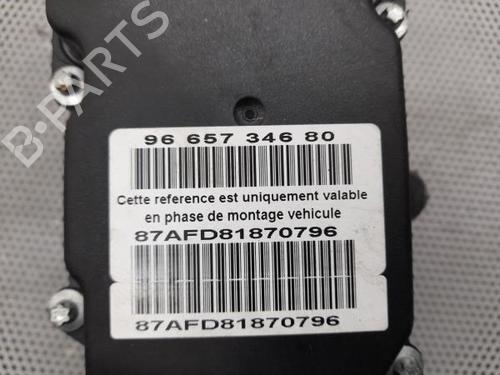 B-PARTS
96 657 346 80
Cette reference est uniquement valable
en phase de montage vehicule
87AFD81870796
87AFD81870796